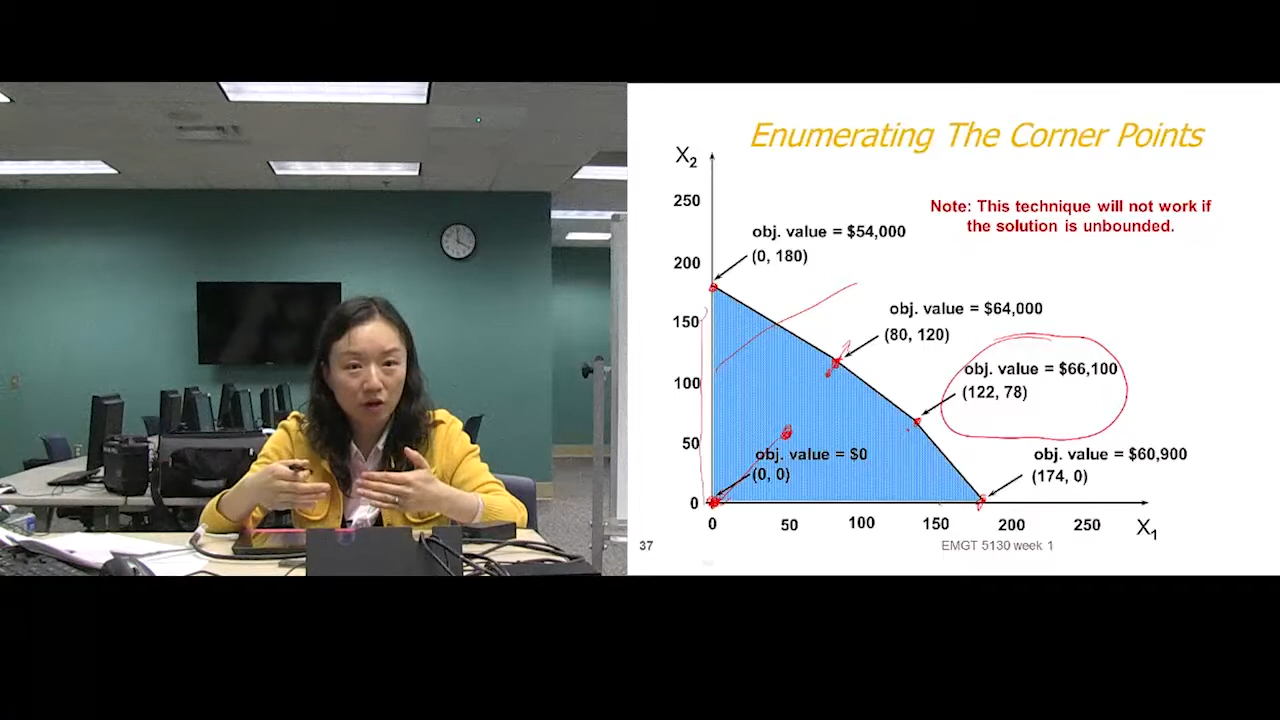 Enumerating The Corner Points
X2
250
Note: This technique will not work if
the solution is unbounded.
obj. value = $54,000
(0, 180)
200
150
obj. value = $64,000
(80, 120)
100
obj. value = $66,100
(122, 78)
50
obj. value = $0
(0, 0)
obj. value = $60,900
(174, 0)
0
0
50
100
150
200
250
X1
37
EMGT 5130 week 1